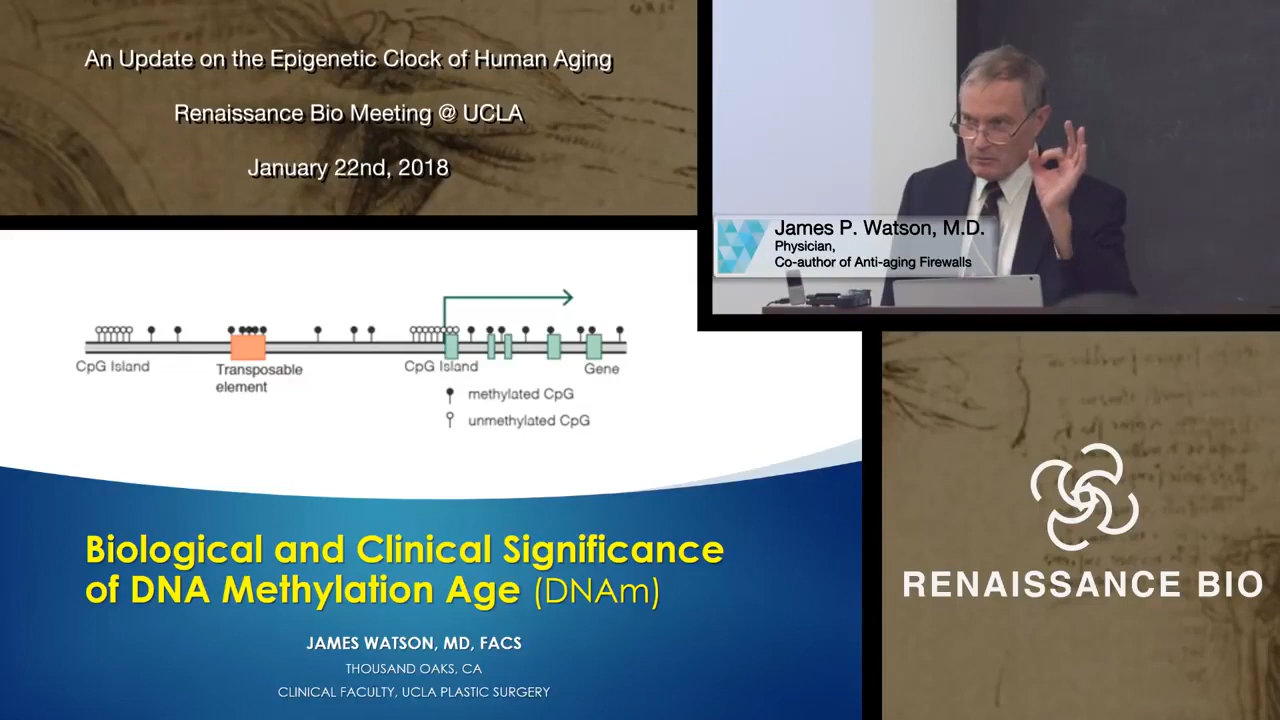 An Update on the Epigenetic Clock of Human Aging
Renaissance Bio Meeting @ UCLA
January 22nd, 2018
James P. Watson, M.D.
Physician,
Co-author of Anti-aging Firewalls
CpG Island
Transposable
element
CpG Island
Gene
methylated CpG
unmethylated CpG
Biological and Clinical Significance
of DNA Methylation Age (DNAm)
JAMES WATSON, MD, FACS
THOUSAND OAKS, CA
CLINICAL FACULTY, UCLA PLASTIC SURGERY
RENAISSANCE BIO